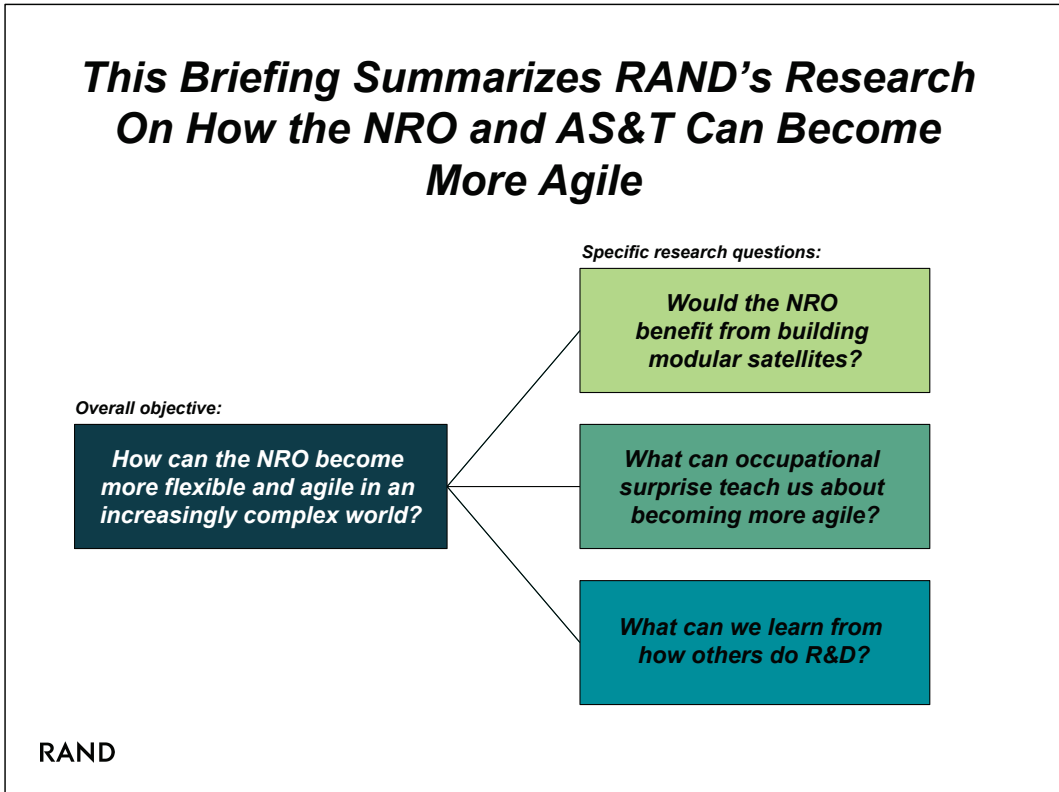 This Briefing Summarizes RAND’s Research
On How the NRO and AS&T Can Become
More Agile
Specific research questions:
Would the NRO
benefit from building
modular satellites?
Overall objective:
How can the NRO become
more flexible and agile in an
increasingly complex world?
What can occupational
surprise teach us about
becoming more agile?
What can we learn from
how others do R&D?
RAND